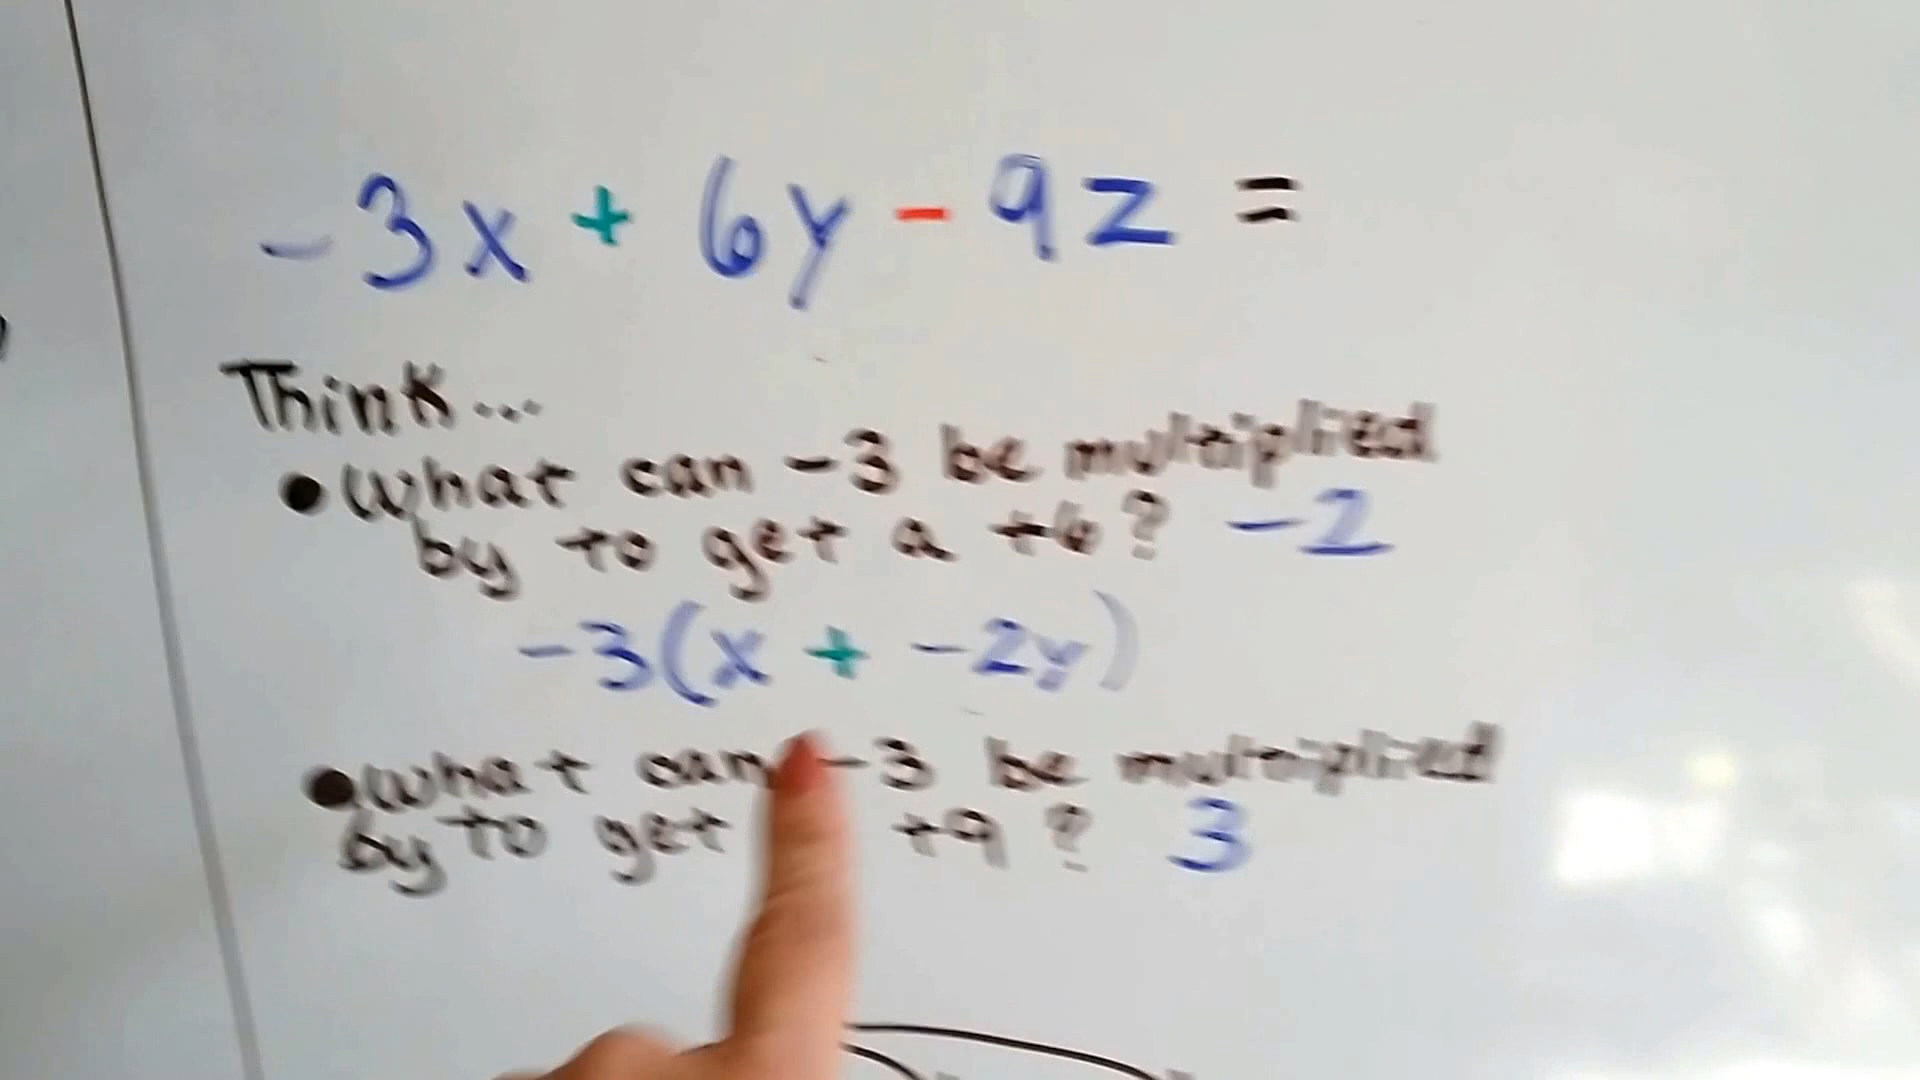 -3x + 6y - 9z =
Think...
• What can -3 be multiplied
by to get a +6? -2
-3(x + -2y)
• What can -3 be multiplied
by to get +9? 3